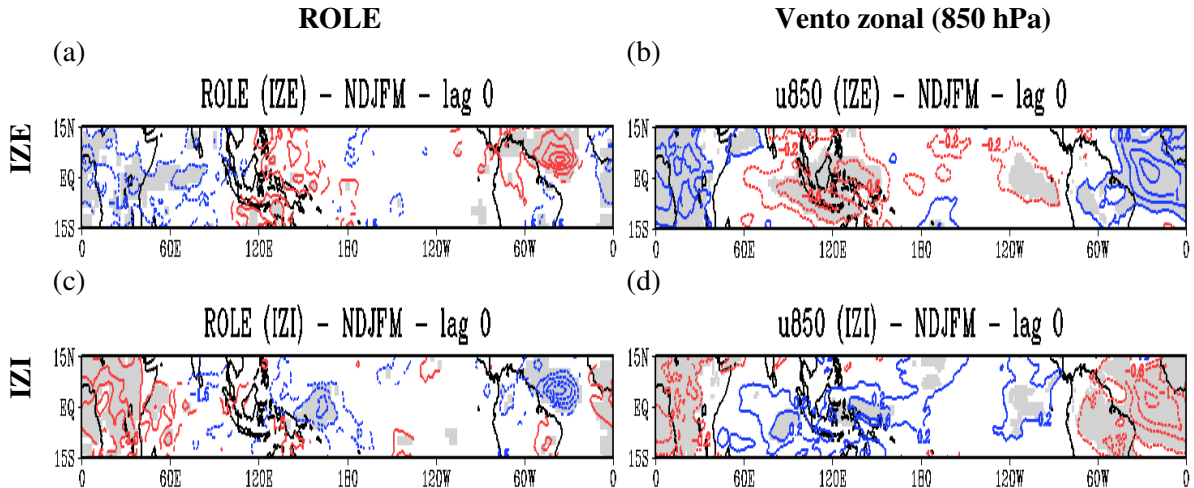 ROLE
Vento zonal (850 hPa)
(a)
(b)
ROLE (IZE) - NDJFM - lag 0
u850 (IZE) - NDJFM - lag 0
IZE
15N
EQ
15S
0 60E 120E 180 120W 60W 0
15N
EQ
15S
0 60E 120E 180 120W 60W 0
(c)
(d)
ROLE (IZI) - NDJFM - lag 0
u850 (IZI) - NDJFM - lag 0
IZI
15N
EQ
15S
0 60E 120E 180 120W 60W 0
15N
EQ
15S
0 60E 120E 180 120W 60W 0